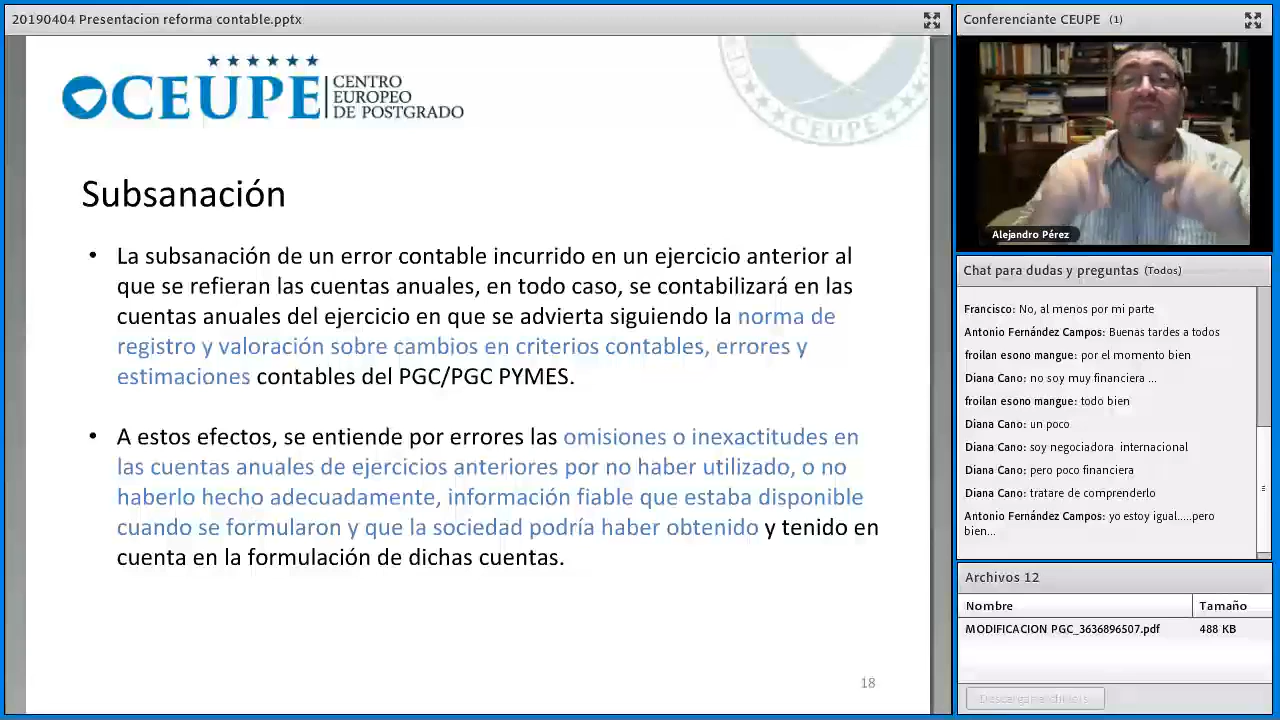 20190404 Presentacion reforma contable.pptx
CEUPE
CENTRO
EUROPEO
DE POSTGRADO
CEUPE
Subsanación
• La subsanación de un error contable incurrido en un ejercicio anterior al
que se refieran las cuentas anuales, en todo caso, se contabilizará en las
cuentas anuales del ejercicio en que se advierta siguiendo la norma de
registro y valoración sobre cambios en criterios contables, errores y
estimaciones contables del PGC/PGC PYMES.
• A estos efectos, se entiende por errores las omisiones o inexactitudes en
las cuentas anuales de ejercicios anteriores por no haber utilizado, o no
haberlo hecho adecuadamente, información fiable que estaba disponible
cuando se formularon y que la sociedad podría haber obtenido y tenido en
cuenta en la formulación de dichas cuentas.
18
Conferenciante CEUPE (1)
Alejandro Pérez
Chat para dudas y preguntas (Todos)
Francisco: No, al menos por mi parte
Antonio Fernández Campos: Buenas tardes a todos
froilan esono mangue: por el momento bien
Diana Cano: no soy muy financiera ...
froilan esono mangue: todo bien
Diana Cano: un poco
Diana Cano: soy negociadora internacional
Diana Cano: pero poco financiera
Diana Cano: tratare de comprenderlo
Antonio Fernández Campos: yo estoy igual.....pero
bien...
Archivos 12
Nombre Tamaño
MODIFICACION PGC_3636896507.pdf 488 KB